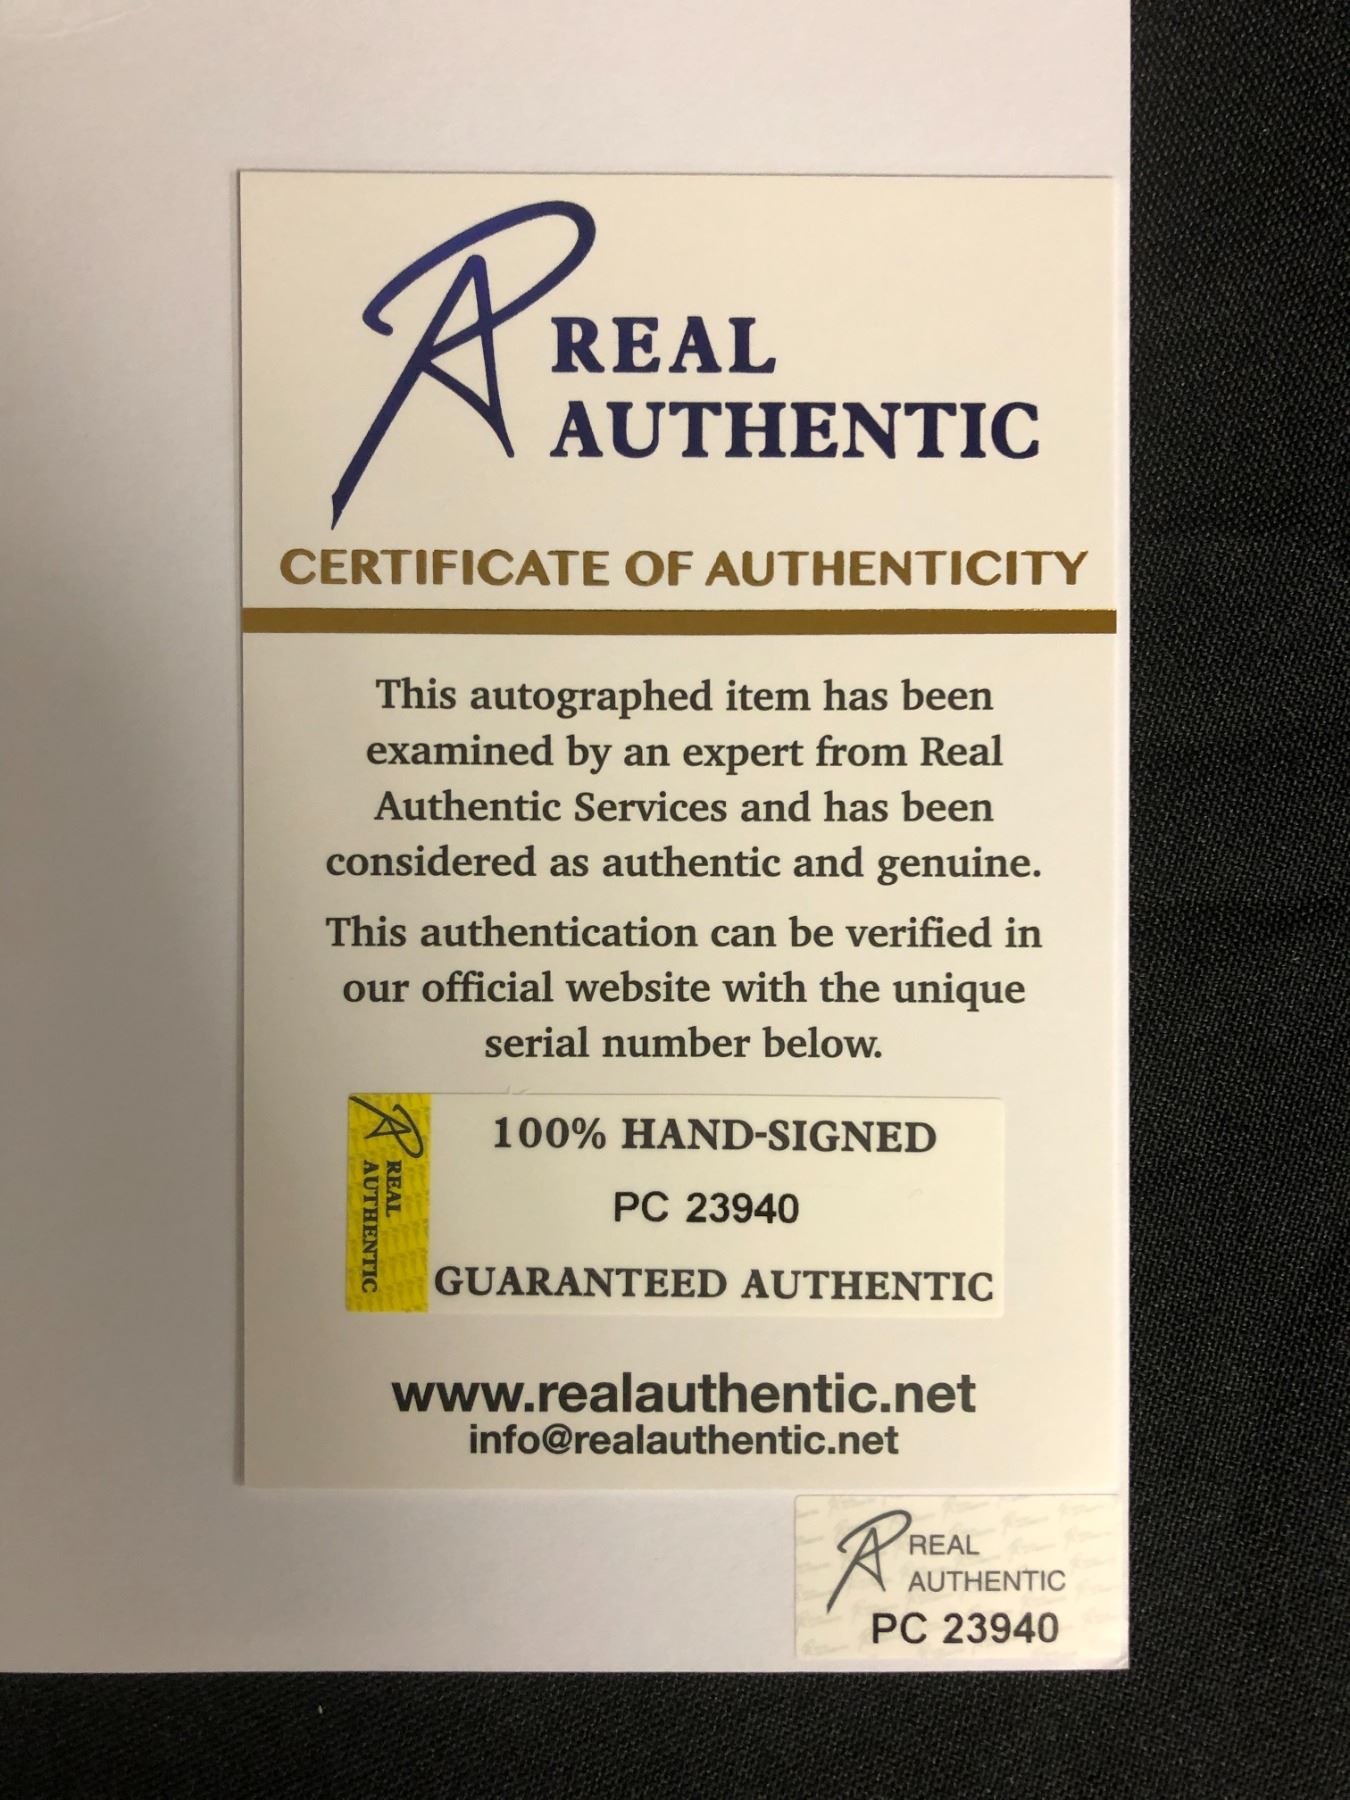 REAL
AUTHENTIC
CERTIFICATE OF AUTHENTICITY
This autographed item has been
examined by an expert from Real
Authentic Services and has been
considered as authentic and genuine.
This authentication can be verified in
our official website with the unique
serial number below.
REAL
AUTHENTIC
100% HAND-SIGNED
PC 23940
GUARANTEED AUTHENTIC
www.realauthentic.net
info@realauthentic.net
REAL
AUTHENTIC
PC 23940